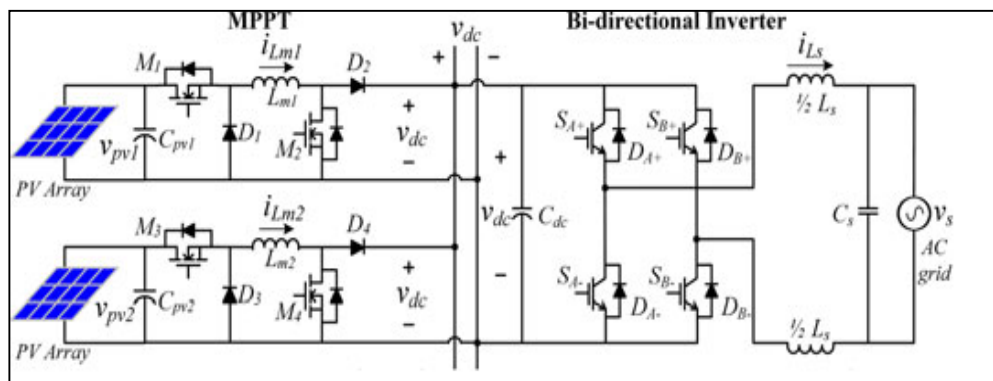 MPPT
v_dc
Bi-directional Inverter
+ −
M1
i_Lm1
D2
L_m1
v_pv1
C_pv1
D1
M2
+
v_dc
−
PV Array
M3
i_Lm2
D4
L_m2
v_pv2
C_pv2
D3
M4
+
v_dc
−
PV Array
+
v_dc
−
C_dc
S_A+
D_A+
S_B+
D_B+
S_A-
D_A-
S_B-
D_B-
i_Ls
½ L_s
C_s
v_s
AC
grid
½ L_s